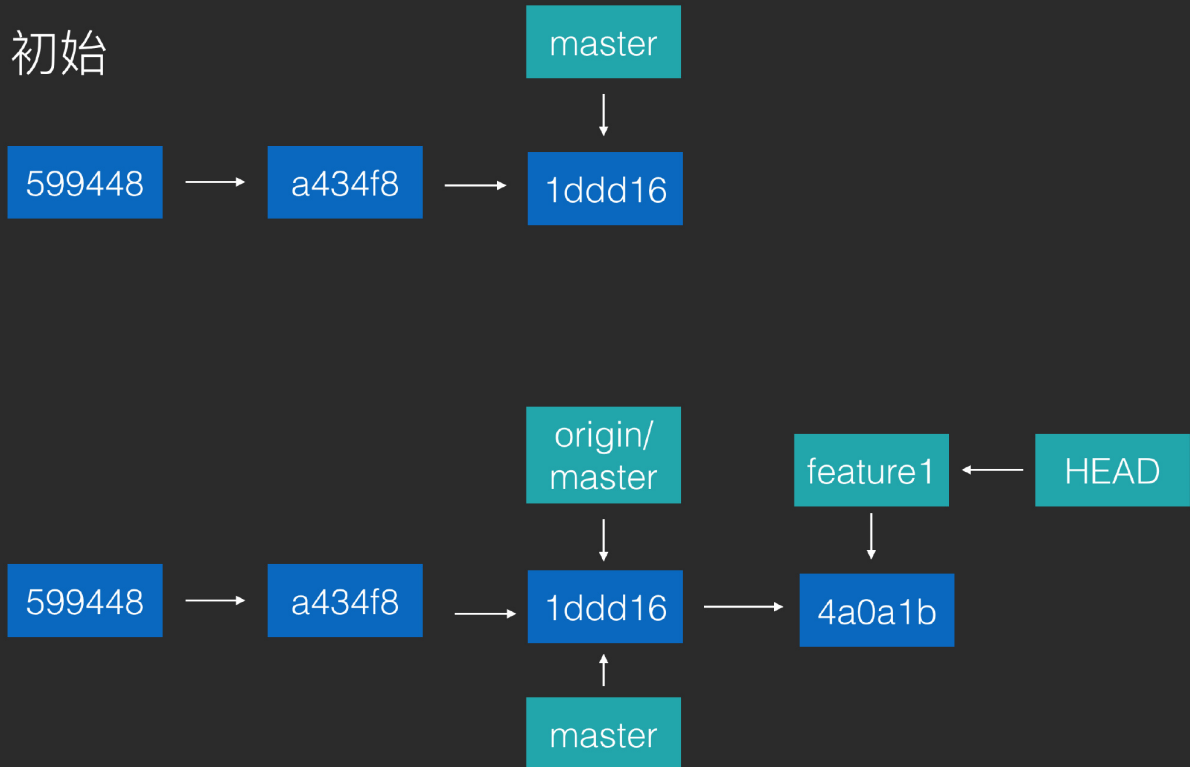 初始
master
599448
a434f8
1ddd16
origin/
master
feature1
HEAD
599448
a434f8
1ddd16
4a0a1b
master